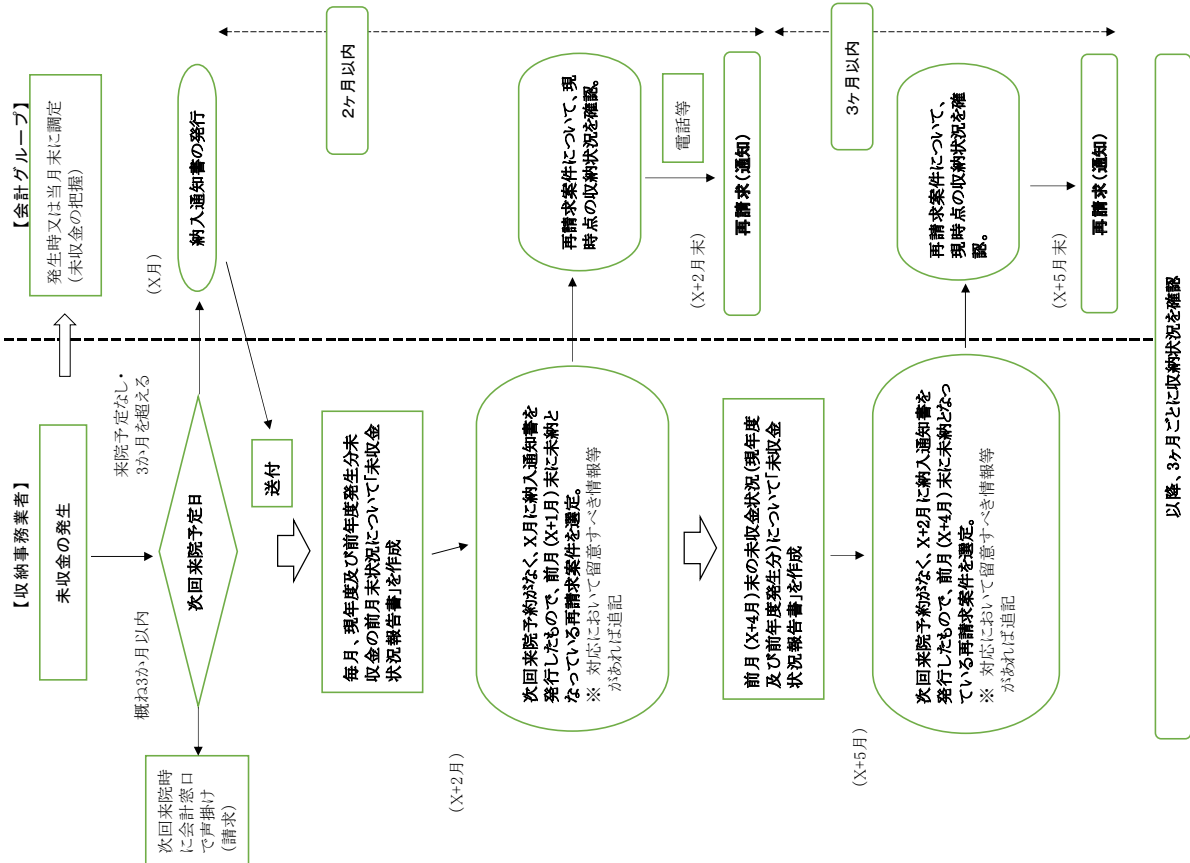 【収納事務業者】
【会計グループ】
未収金の発生
発生時又は当月末に調定
(未収金の把握)
次回来院予定日
概ね3か月以内
来院予定なし・
3か月を超える
次回来院時
に会計窓口
で声掛け
(請求)
(X月)
納入通知書の発行
送付
2ヶ月以内
毎月、現年度及び前年度発生分未
収金の前月末状況について「未収金
状況報告書」を作成
(X+2月)
次回来院予約がなく、X月に納入通知書を
発行したもので、前月(X+1月)末に未納と
なっている再請求案件を選定。
※ 対応において留意すべき情報等
があれば追記
再請求案件について、現
時点の収納状況を確認。
電話等
(X+2月末)
再請求(通知)
3ヶ月以内
前月(X+4月)末の未収金状況(現年度
及び前年度発生分)について「未収金
状況報告書」を作成
(X+5月)
次回来院予約がなく、X+2月に納入通知書を
発行したもので、前月(X+4月)末に未納となっ
ている再請求案件を選定。
※ 対応において留意すべき情報等
があれば追記
再請求案件について、
現時点の収納状況を確
認。
(X+5月末)
再請求(通知)
以降、3ヶ月ごとに収納状況を確認